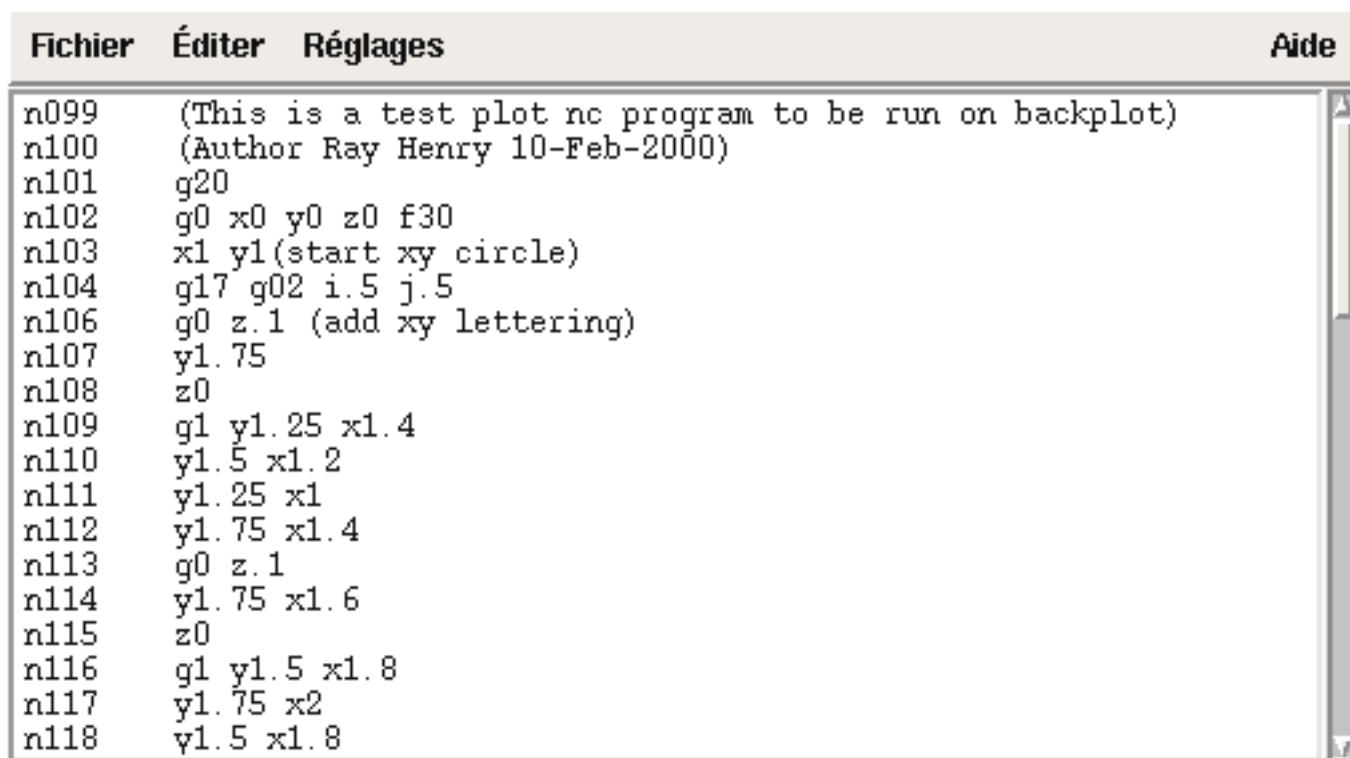 Fichier Éditer Réglages Aide
n099 (This is a test plot nc program to be run on backplot)
n100 (Author Ray Henry 10-Feb-2000)
n101 g20
n102 g0 x0 y0 z0 f30
n103 x1 y1(start xy circle)
n104 g17 g02 i.5 j.5
n106 g0 z.1 (add xy lettering)
n107 y1.75
n108 z0
n109 g1 y1.25 x1.4
n110 y1.5 x1.2
n111 y1.25 x1
n112 y1.75 x1.4
n113 g0 z.1
n114 y1.75 x1.6
n115 z0
n116 g1 y1.5 x1.8
n117 y1.75 x2
n118 y1.5 x1.8